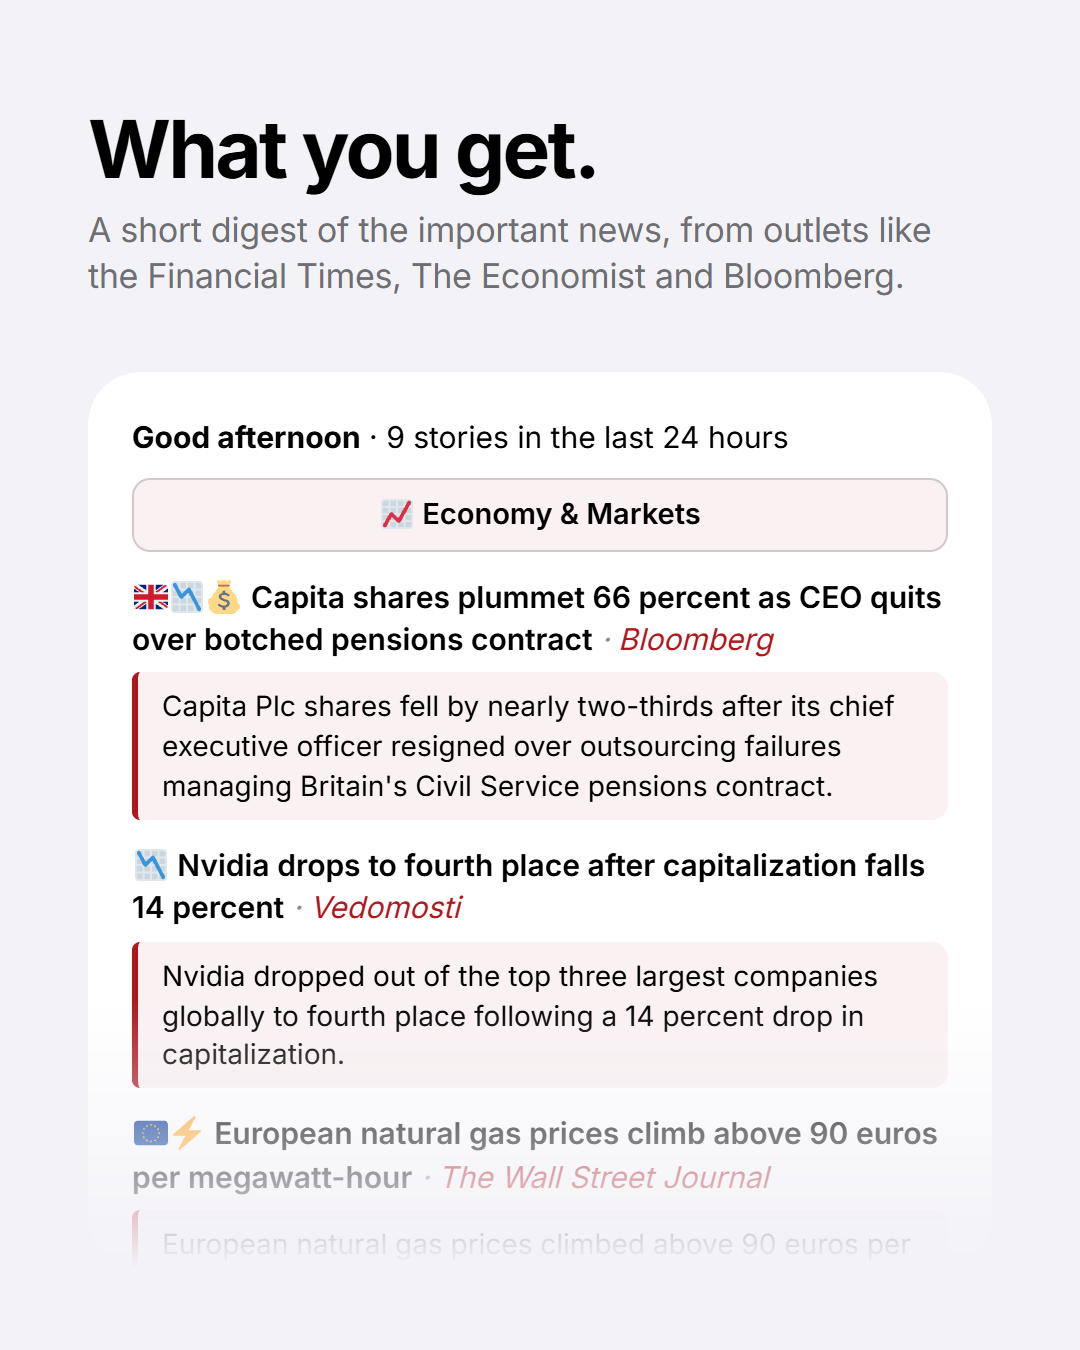 What you get.
A short digest of the important news, from outlets like
the Financial Times, The Economist and Bloomberg.
Good afternoon · 9 stories in the last 24 hours
📈 Economy & Markets
🇬🇧📉💰 Capita shares plummet 66 percent as CEO quits
over botched pensions contract · Bloomberg
Capita Plc shares fell by nearly two-thirds after its chief
executive officer resigned over outsourcing failures
managing Britain's Civil Service pensions contract.
📉 Nvidia drops to fourth place after capitalization falls
14 percent · Vedomosti
Nvidia dropped out of the top three largest companies
globally to fourth place following a 14 percent drop in
capitalization.
🇪🇺⚡ European natural gas prices climb above 90 euros
per megawatt-hour · The Wall Street Journal
European natural gas prices climbed above 90 euros per